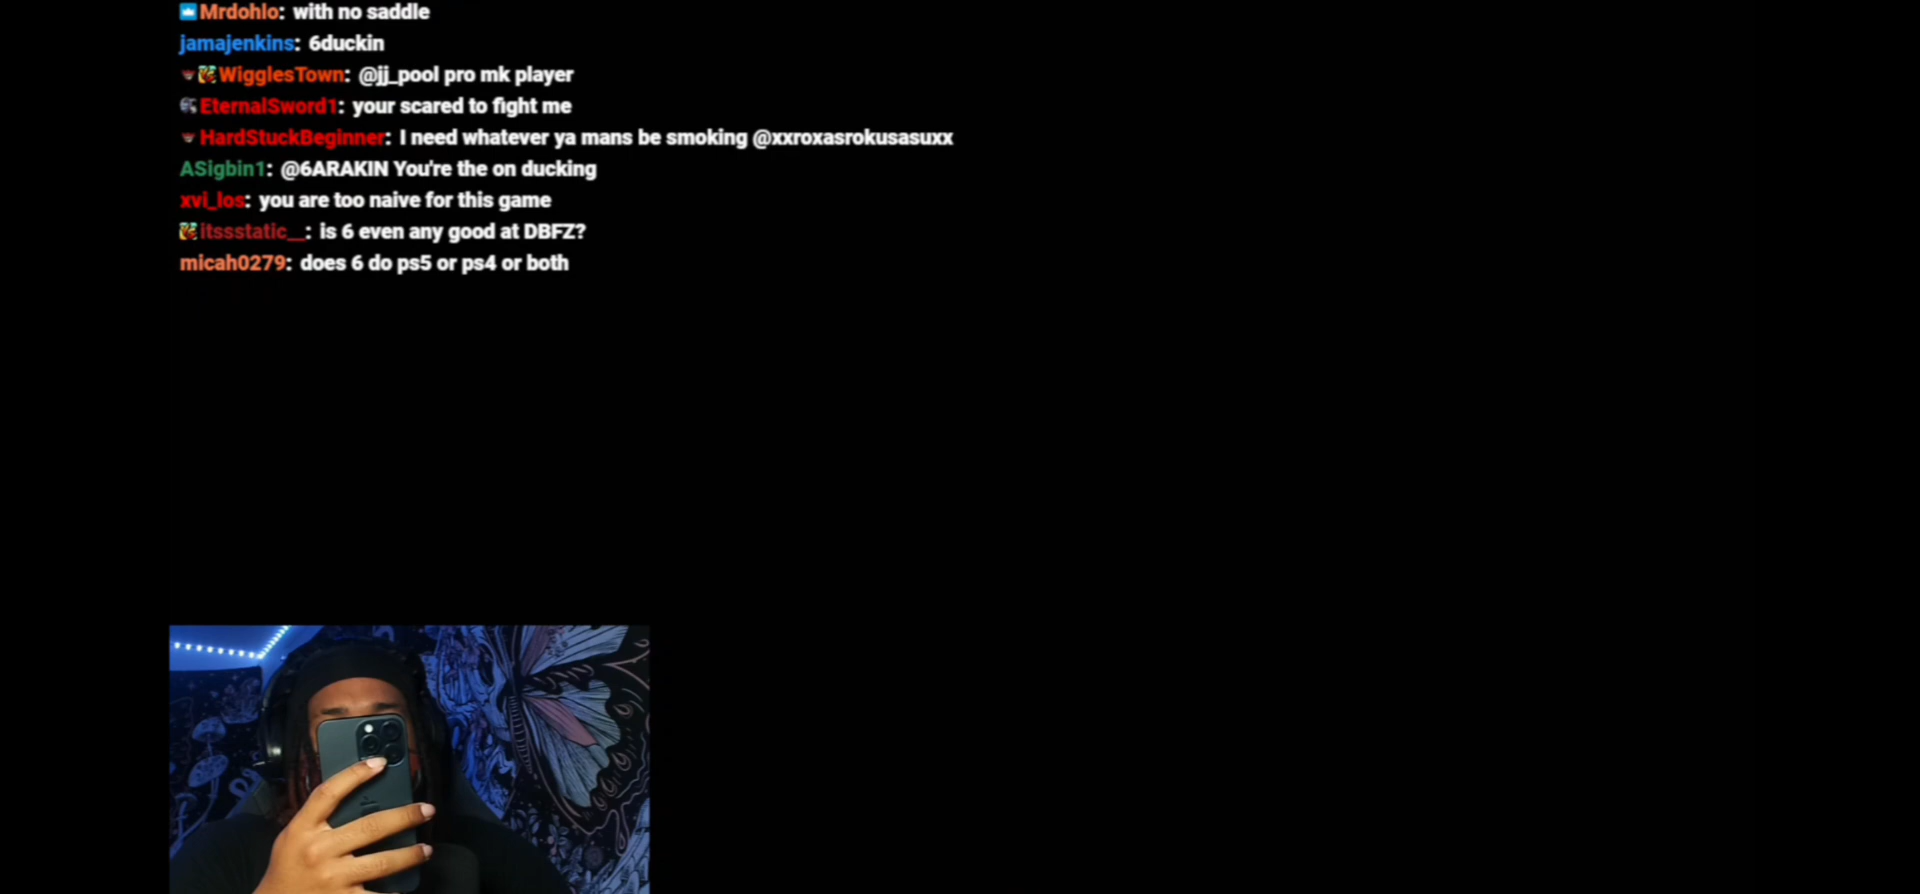 Mrdohlo: with no saddle
jamajenkins: 6duckin
WigglesTown: @jj_pool pro mk player
EternalSword1: your scared to fight me
HardStuckBeginner: I need whatever ya mans be smoking @xxroxasrokusasuxx
ASigbin1: @6ARAKIN You're the on ducking
xvi_los: you are too naive for this game
itssstatic__: is 6 even any good at DBFZ?
micah0279: does 6 do ps5 or ps4 or both